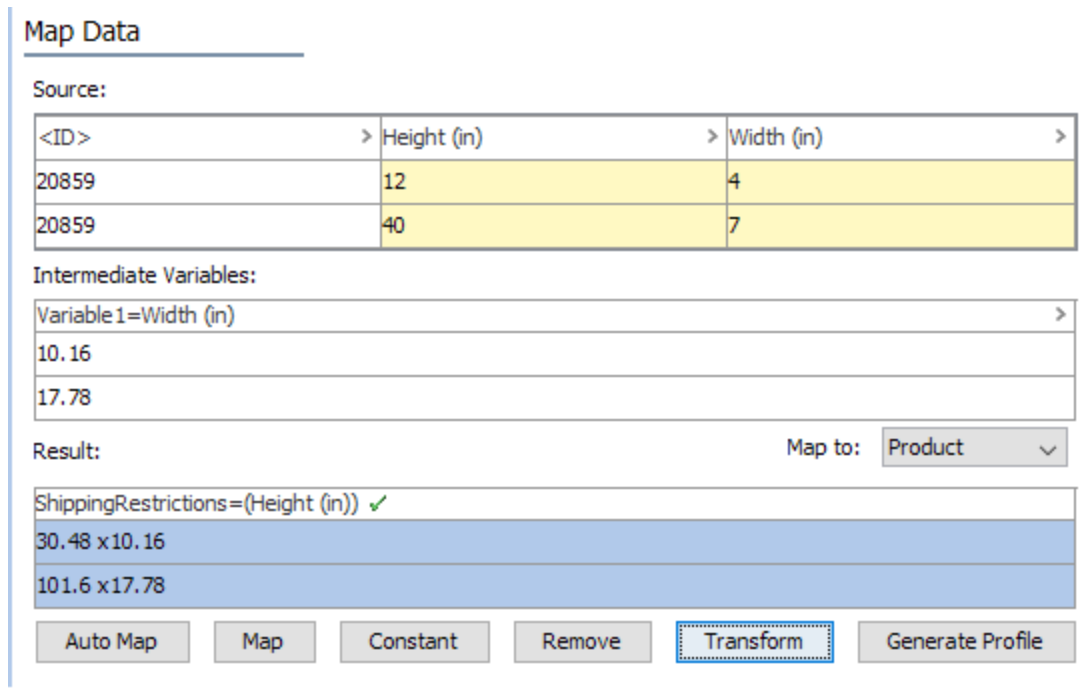 Map Data
Source:
<ID> > Height (in) > Width (in) >
20859 12 4
20859 40 7
Intermediate Variables:
Variable1=Width (in) >
10.16
17.78
Result: Map to: Product
ShippingRestrictions=(Height (in)) ✓
30.48 x10.16
101.6 x17.78
Auto Map Map Constant Remove Transform Generate Profile